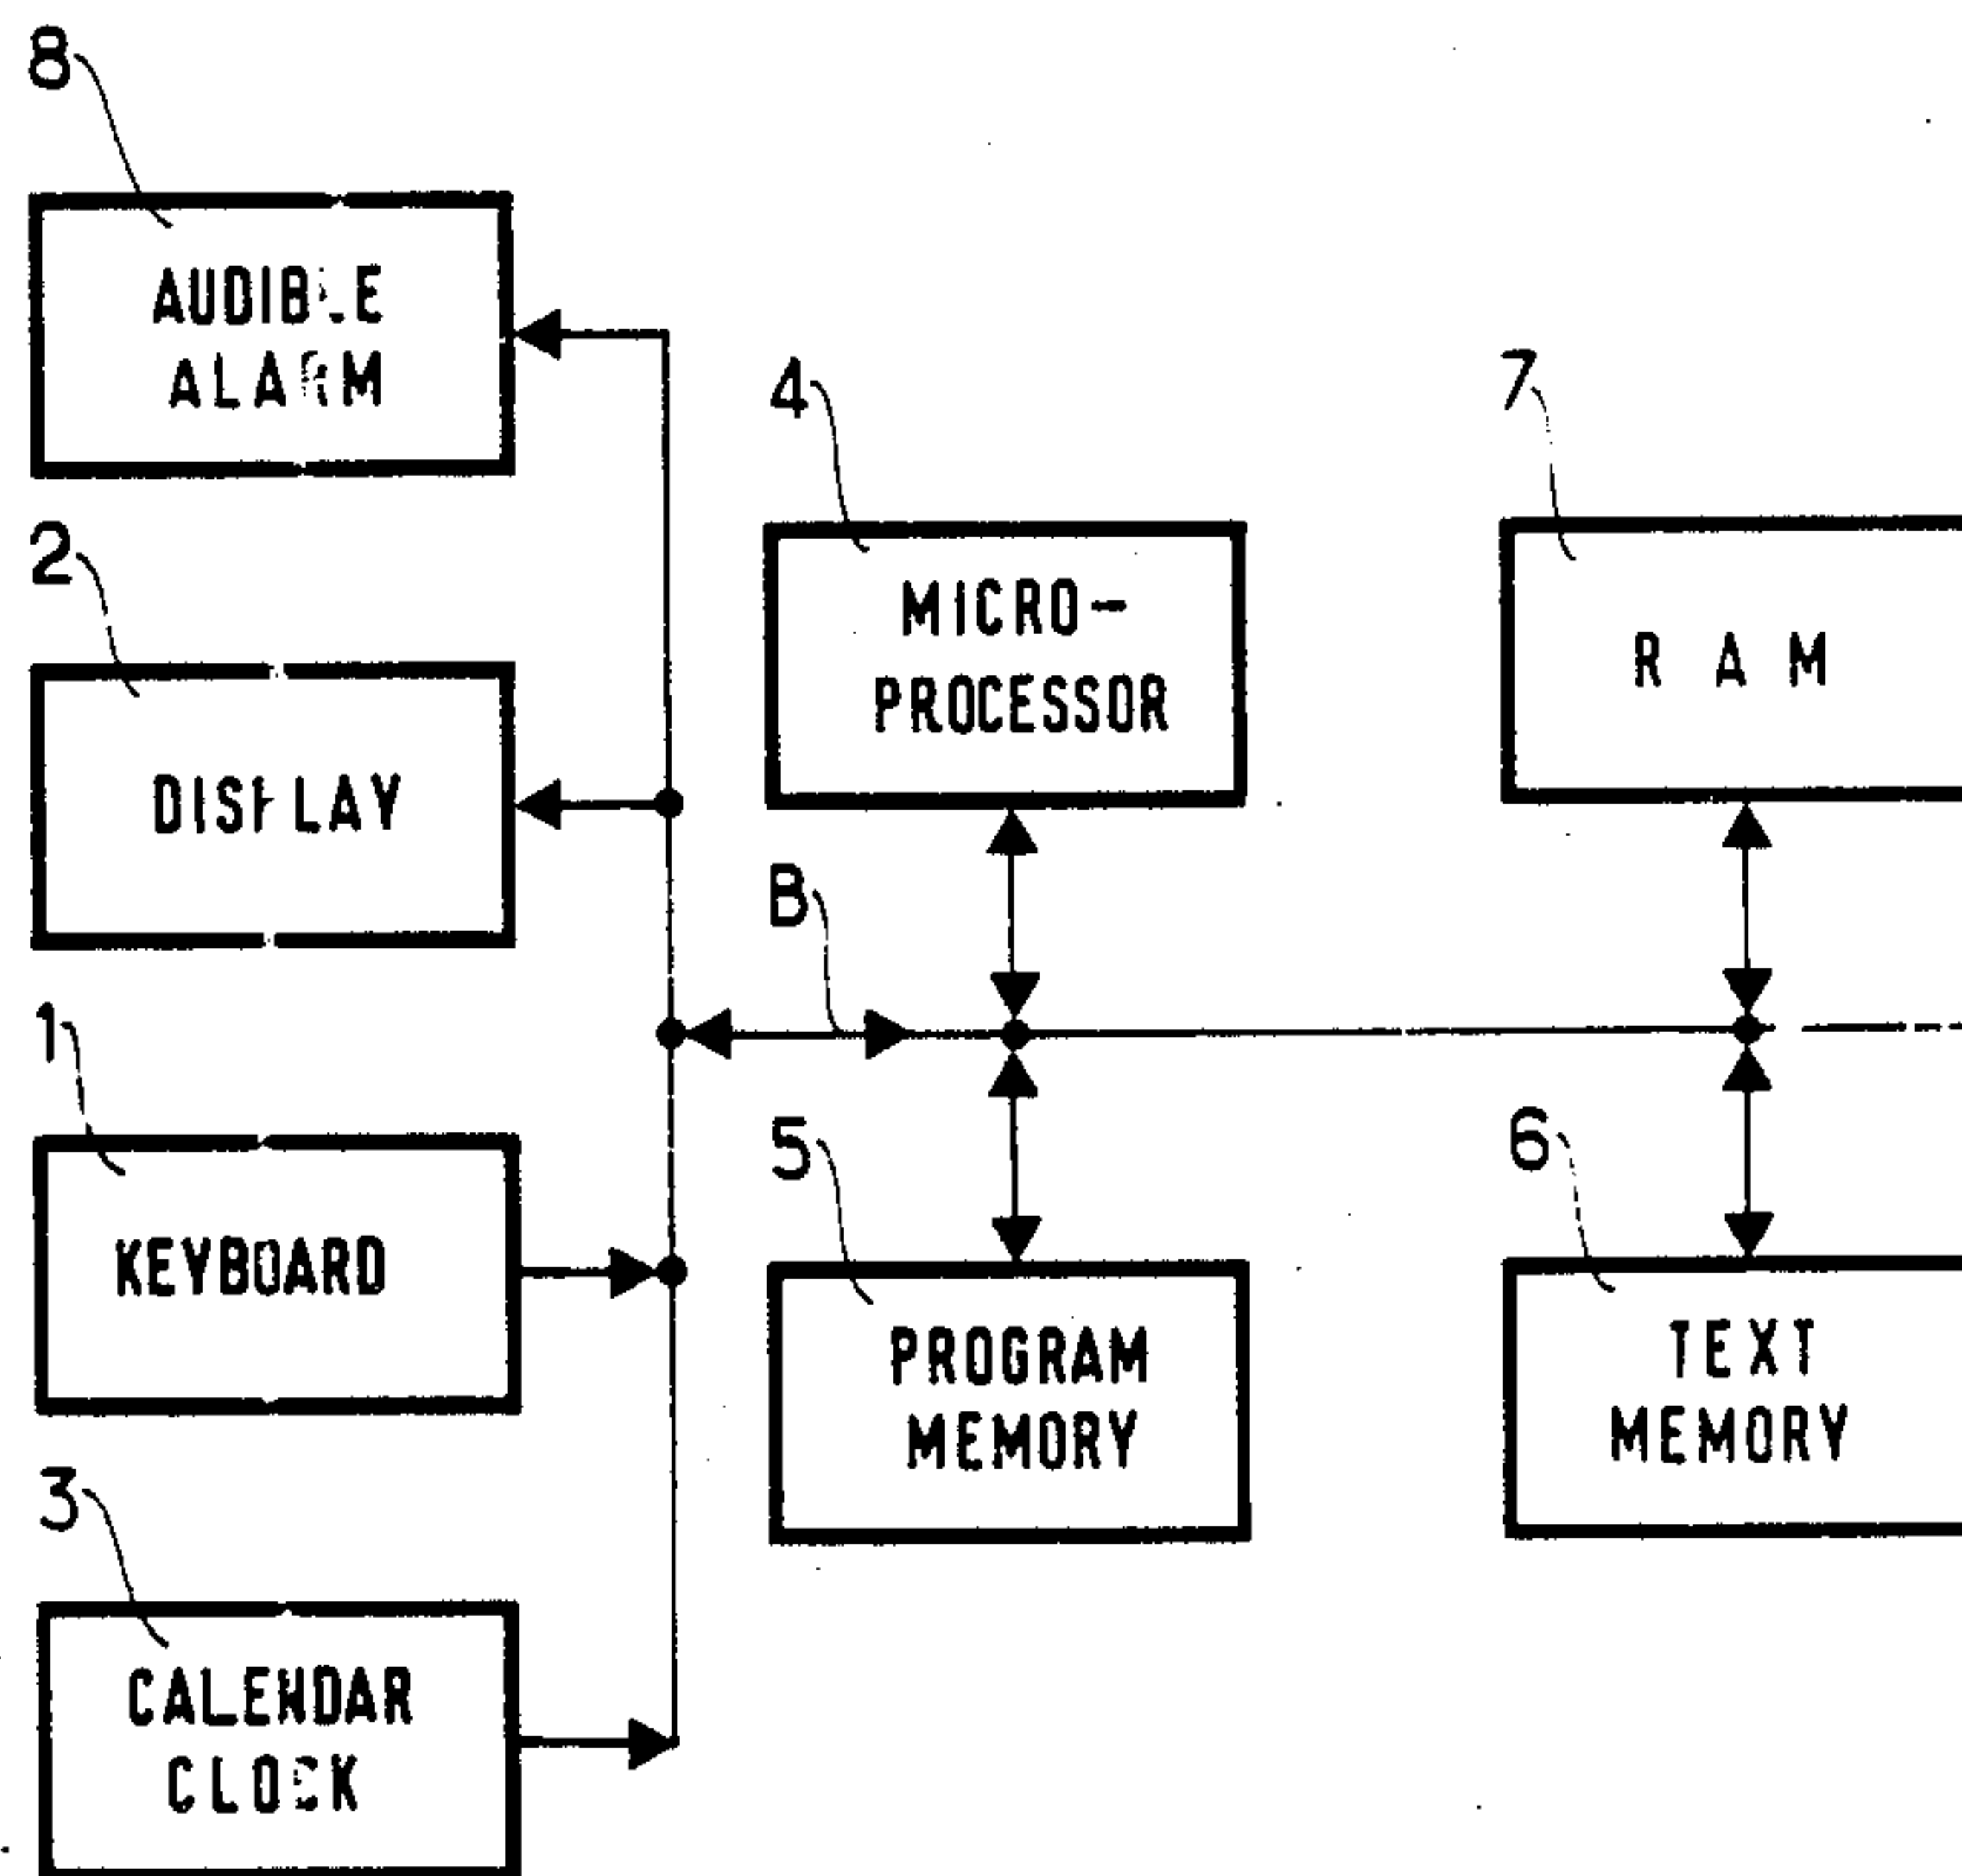 8
AUDIBLE
ALARM
2
DISPLAY
1
KEYBOARD
3
CALENDAR
CLOCK
4
MICRO-
PROCESSOR
B
5
PROGRAM
MEMORY
7
R A M
6
TEXT
MEMORY